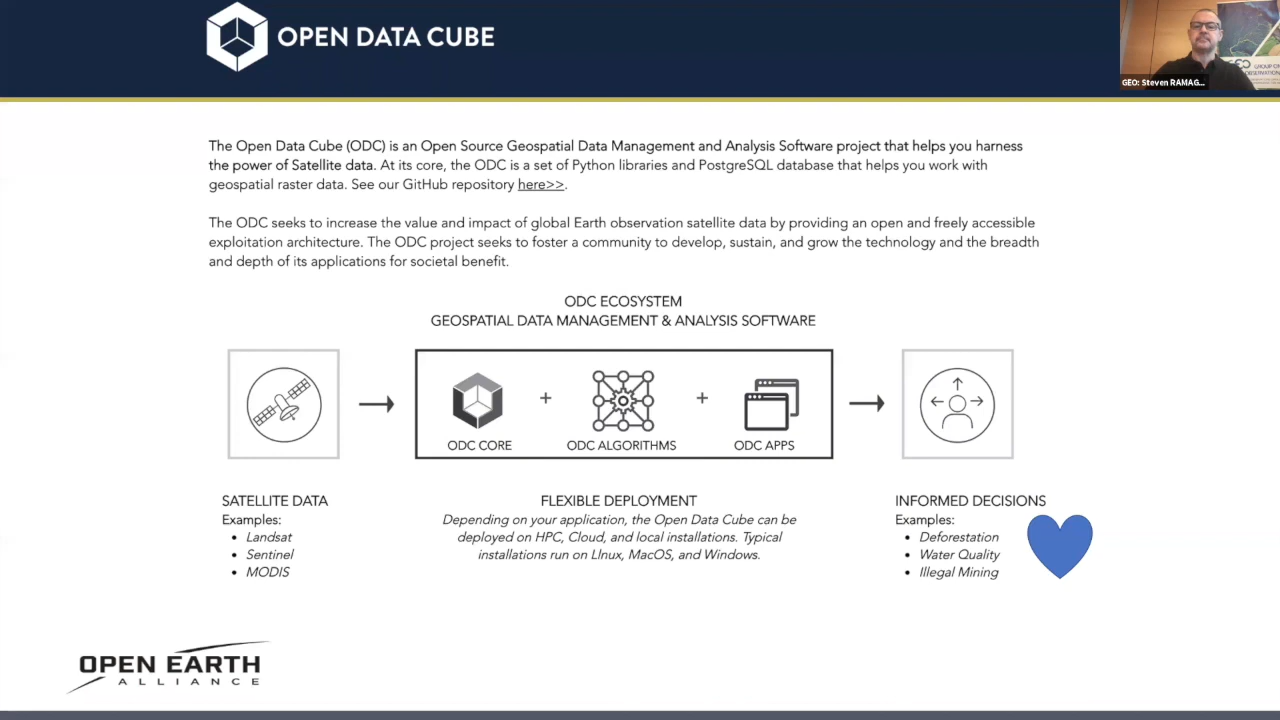 OPEN DATA CUBE
GEO: Steven RAMAG...
GROUP ON
The Open Data Cube (ODC) is an Open Source Geospatial Data Management and Analysis Software project that helps you harness
the power of Satellite data. At its core, the ODC is a set of Python libraries and PostgreSQL database that helps you work with
geospatial raster data. See our GitHub repository here>>.
The ODC seeks to increase the value and impact of global Earth observation satellite data by providing an open and freely accessible
exploitation architecture. The ODC project seeks to foster a community to develop, sustain, and grow the technology and the breadth
and depth of its applications for societal benefit.
ODC ECOSYSTEM
GEOSPATIAL DATA MANAGEMENT & ANALYSIS SOFTWARE
+
+
ODC CORE
ODC ALGORITHMS
ODC APPS
SATELLITE DATA
Examples:
• Landsat
• Sentinel
• MODIS
FLEXIBLE DEPLOYMENT
Depending on your application, the Open Data Cube can be
deployed on HPC, Cloud, and local installations. Typical
installations run on LInux, MacOS, and Windows.
INFORMED DECISIONS
Examples:
• Deforestation
• Water Quality
• Illegal Mining
OPEN EARTH
ALLIANCE